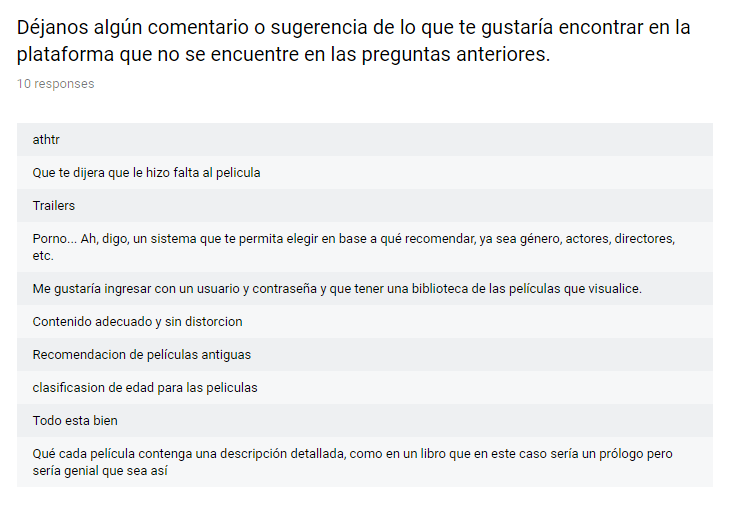 Déjanos algún comentario o sugerencia de lo que te gustaría encontrar en la
plataforma que no se encuentre en las preguntas anteriores.
10 responses
athtr
Que te dijera que le hizo falta al pelicula
Trailers
Porno... Ah, digo, un sistema que te permita elegir en base a qué recomendar, ya sea género, actores, directores,
etc.
Me gustaría ingresar con un usuario y contraseña y que tener una biblioteca de las películas que visualice.
Contenido adecuado y sin distorcion
Recomendacion de películas antiguas
clasificasion de edad para las peliculas
Todo esta bien
Qué cada película contenga una descripción detallada, como en un libro que en este caso sería un prólogo pero
sería genial que sea así